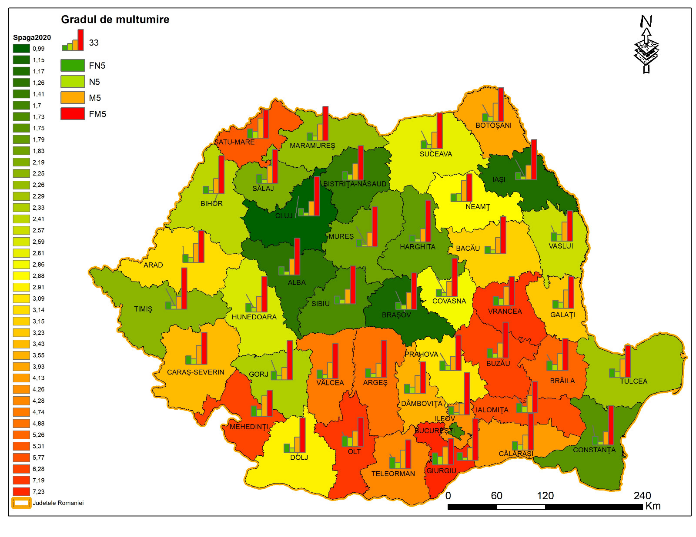 Gradul de multumire
N
Spaga2020
33
FN5
N5
M5
FM5
0,99
1,15
1,17
1,26
1,41
1,7
1,73
1,75
1,79
1,83
2,19
2,25
2,26
2,29
2,33
2,41
2,57
2,59
2,61
2,86
2,88
2,91
3,09
3,14
3,15
3,23
3,43
3,55
3,93
4,13
4,26
4,28
4,74
4,88
5,26
5,31
5,77
6,28
7,19
7,23
Judetele Romaniei
BOTOȘANI
SATU-MARE
MARAMUREȘ
SUCEAVA
IAȘI
BISTRIȚA-NĂSĂUD
SĂLAJ
BIHOR
CLUJ
NEAMȚ
MUREȘ
HARGHITA
BACĂU
VASLUI
ARAD
ALBA
TIMIȘ
SIBIU
BRAȘOV
COVASNA
VRANCEA
GALAȚI
HUNEDOARA
CARAȘ-SEVERIN
GORJ
VÂLCEA
ARGEȘ
PRAHOVA
BUZĂU
BRĂILA
TULCEA
DÂMBOVIȚA
IALOMIȚA
ILFOV
MEHEDINȚI
BUCUREȘTI
DOLJ
OLT
TELEORMAN
GIURGIU
CĂLĂRAȘI
CONSTANȚA
0 60 120 240
Km